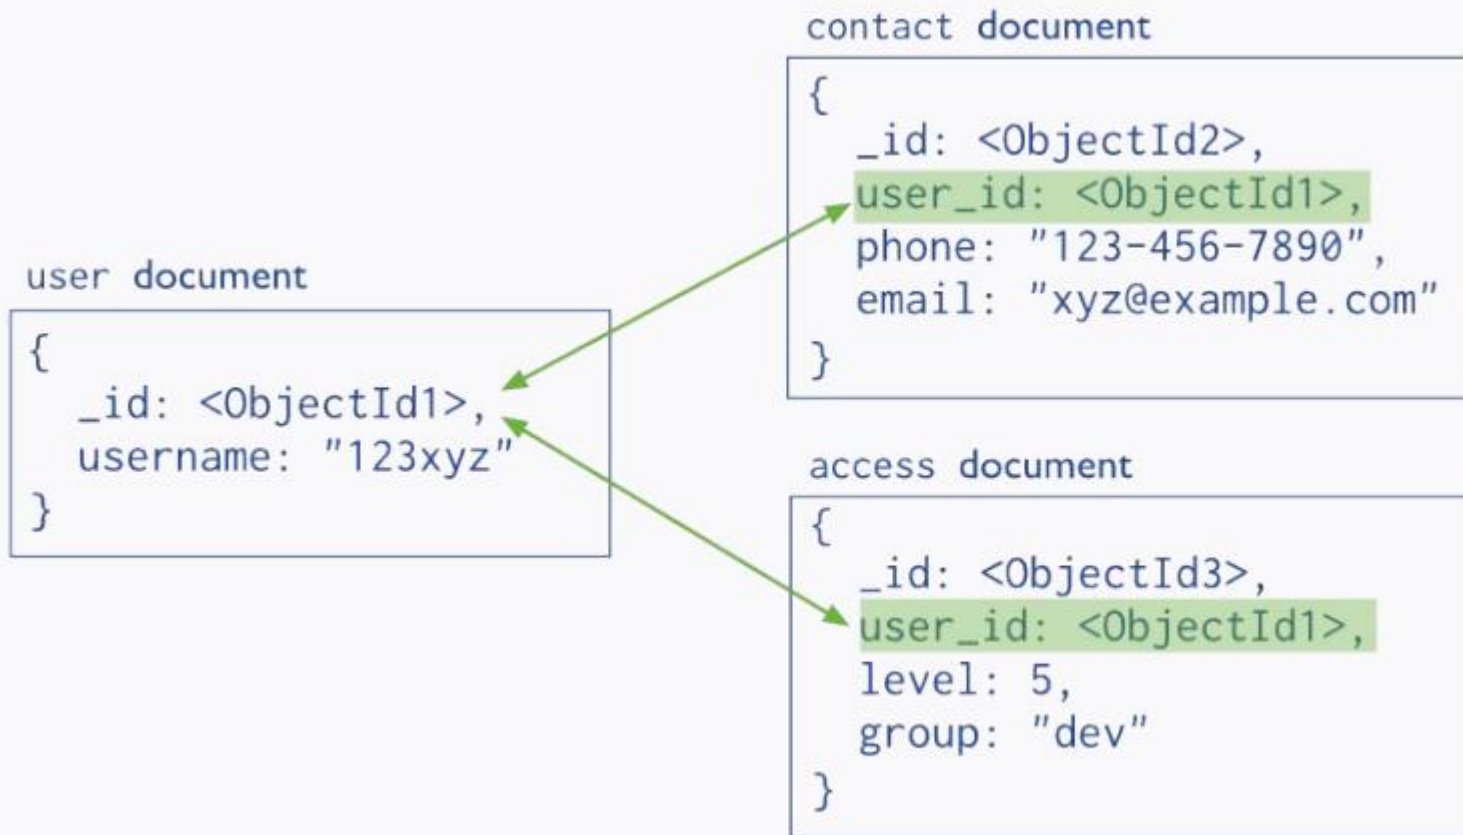 user document
{
_id: <ObjectId1>,
username: "123xyz"
}
contact document
{
_id: <ObjectId2>,
user_id: <ObjectId1>,
phone: "123-456-7890",
email: "xyz@example.com"
}
access document
{
_id: <ObjectId3>,
user_id: <ObjectId1>,
level: 5,
group: "dev"
}